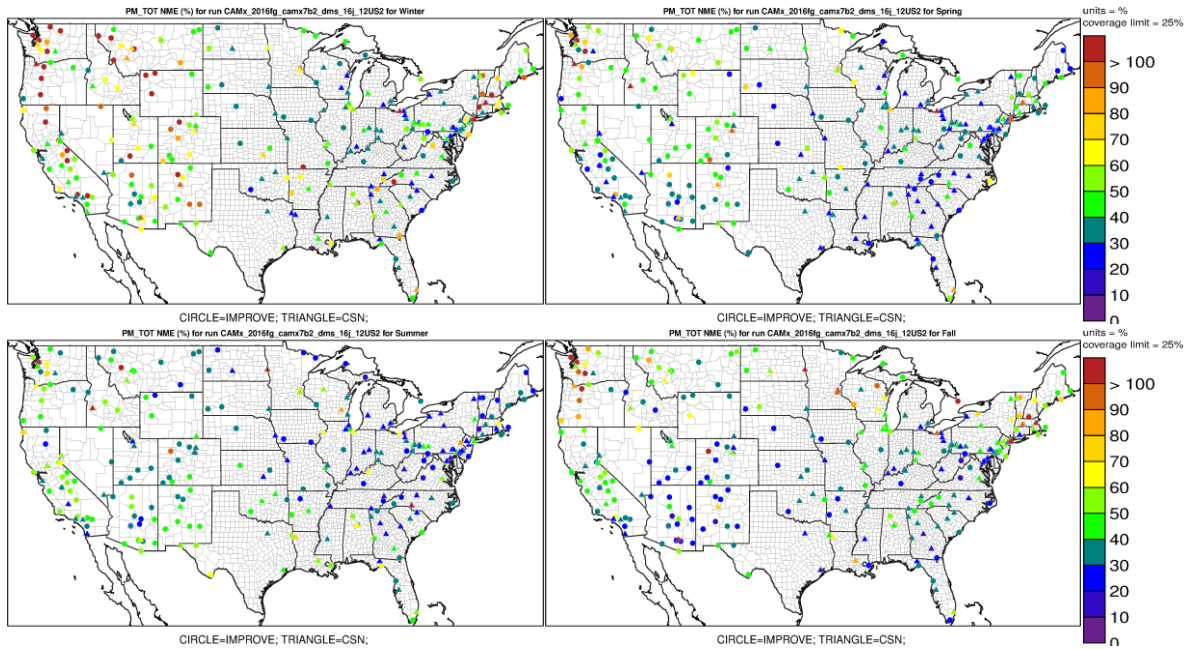 PM_TOT NME (%) for run CAMx_2016fg_camx7b2_dms_16j_12US2 for Winter
PM_TOT NME (%) for run CAMx_2016fg_camx7b2_dms_16j_12US2 for Spring
units = %
coverage limit = 25%
> 100
90
80
70
60
50
40
30
20
10
0
CIRCLE=IMPROVE; TRIANGLE=CSN;
CIRCLE=IMPROVE; TRIANGLE=CSN;
PM_TOT NME (%) for run CAMx_2016fg_camx7b2_dms_16j_12US2 for Summer
PM_TOT NME (%) for run CAMx_2016fg_camx7b2_dms_16j_12US2 for Fall
units = %
coverage limit = 25%
> 100
90
80
70
60
50
40
30
20
10
0
CIRCLE=IMPROVE; TRIANGLE=CSN;
CIRCLE=IMPROVE; TRIANGLE=CSN;